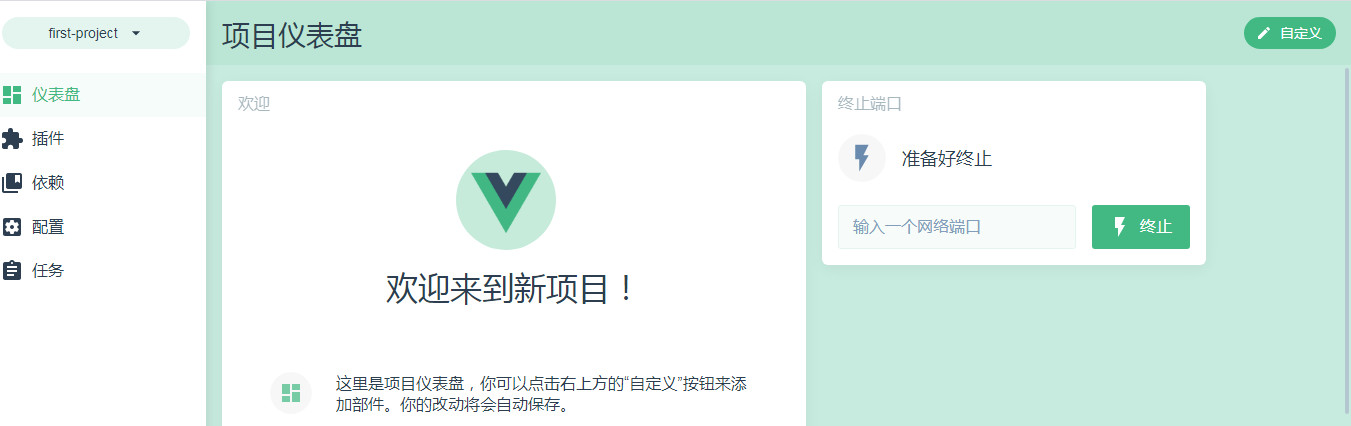 first-project
仪表盘
插件
依赖
配置
任务
项目仪表盘
自定义
欢迎
欢迎来到新项目！
这里是项目仪表盘，你可以点击右上方的“自定义”按钮来添
加部件。你的改动将会自动保存。
终止端口
准备好终止
输入一个网络端口
终止